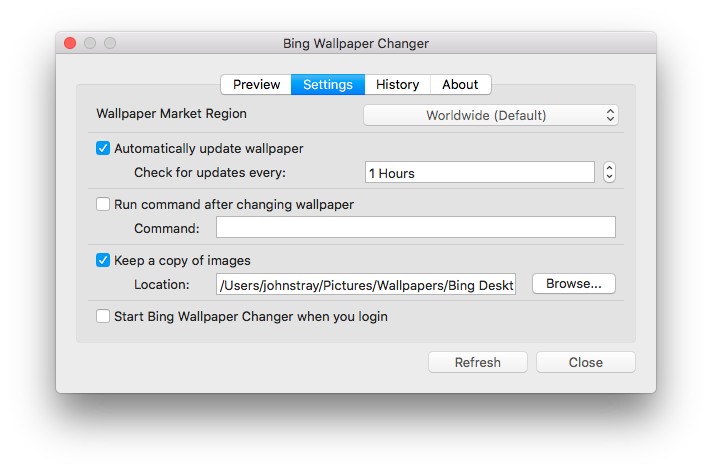 Bing Wallpaper Changer
Preview Settings History About
Wallpaper Market Region Worldwide (Default)
Automatically update wallpaper
Check for updates every: 1 Hours
Run command after changing wallpaper
Command:
Keep a copy of images
Location: /Users/johnstray/Pictures/Wallpapers/Bing Deskt Browse...
Start Bing Wallpaper Changer when you login
Refresh Close